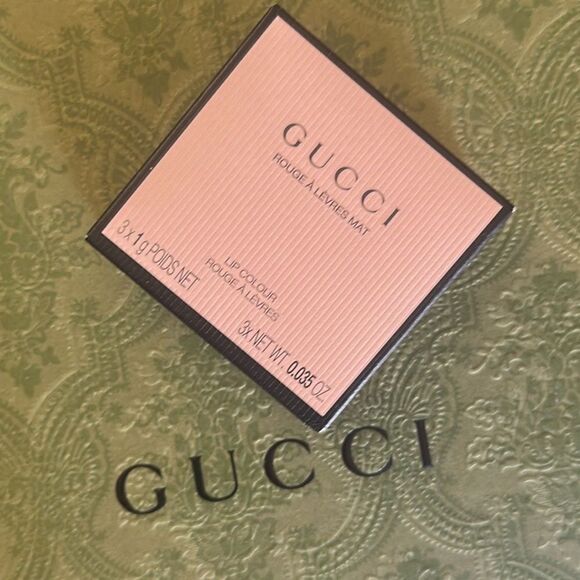 GUCCI
ROUGE À LÈVRES MAT
LIP COLOUR
ROUGE À LÈVRES
3 x 1 g POIDS NET
3x NET WT. 0.035 OZ
GUCCI